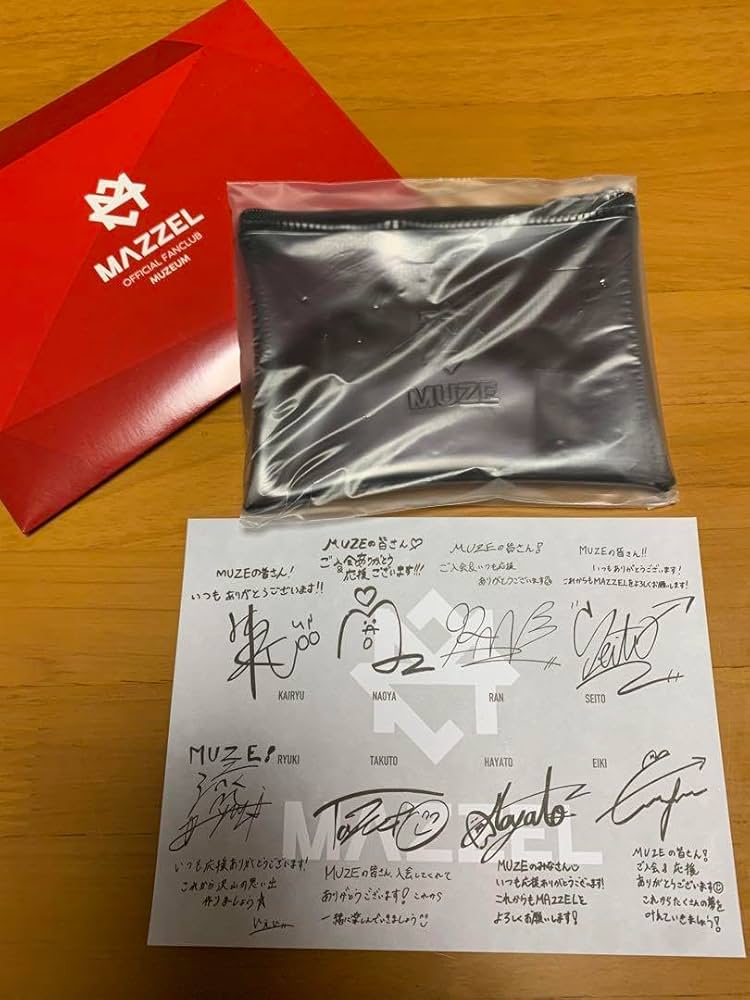 MAZZEL
OFFICIAL FANCLUB
MUZEUM
MUZE
MUZEの皆さん!
いつもありがとうございます!!
KAIRYU
MUZEの皆さん♡
ご入会ありがとう
応援ございます!!!
NAOYA
MUZEの皆さん!
ご入会&いつも応援
ありがとうございます
RAN
MUZEの皆さん!!
いつもありがとうございます!
これからもMAZZELをよろしくお願いします!
Seito
SEITO
RYUKI
TAKUTO
HAYATO
EIKI
MAZZEL
MUZE!
いつも応援ありがとうございます!
これから沢山の思い出
作りましょう
MUZEの皆さん、入会してくれて
ありがとうございます! これから
一緒に楽しんでいきましょう
Hayato
MUZEのみなさん♡
いつも応援ありがとうございます!
これからもMAZZELを
よろしくお願いします!
MUZEの皆さん!
ご入会&応援
ありがとうございます
これからたくさんの夢を
叶えていきましょう!